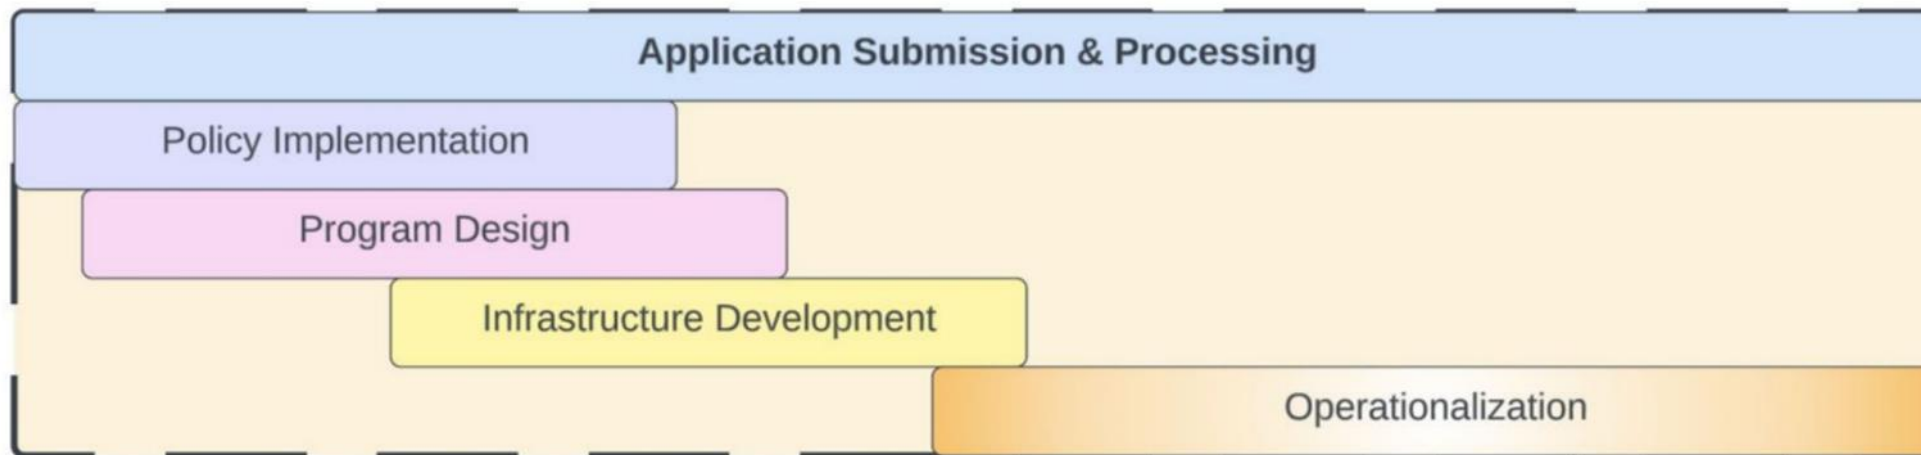 Application Submission & Processing
Policy Implementation
Program Design
Infrastructure Development
Operationalization